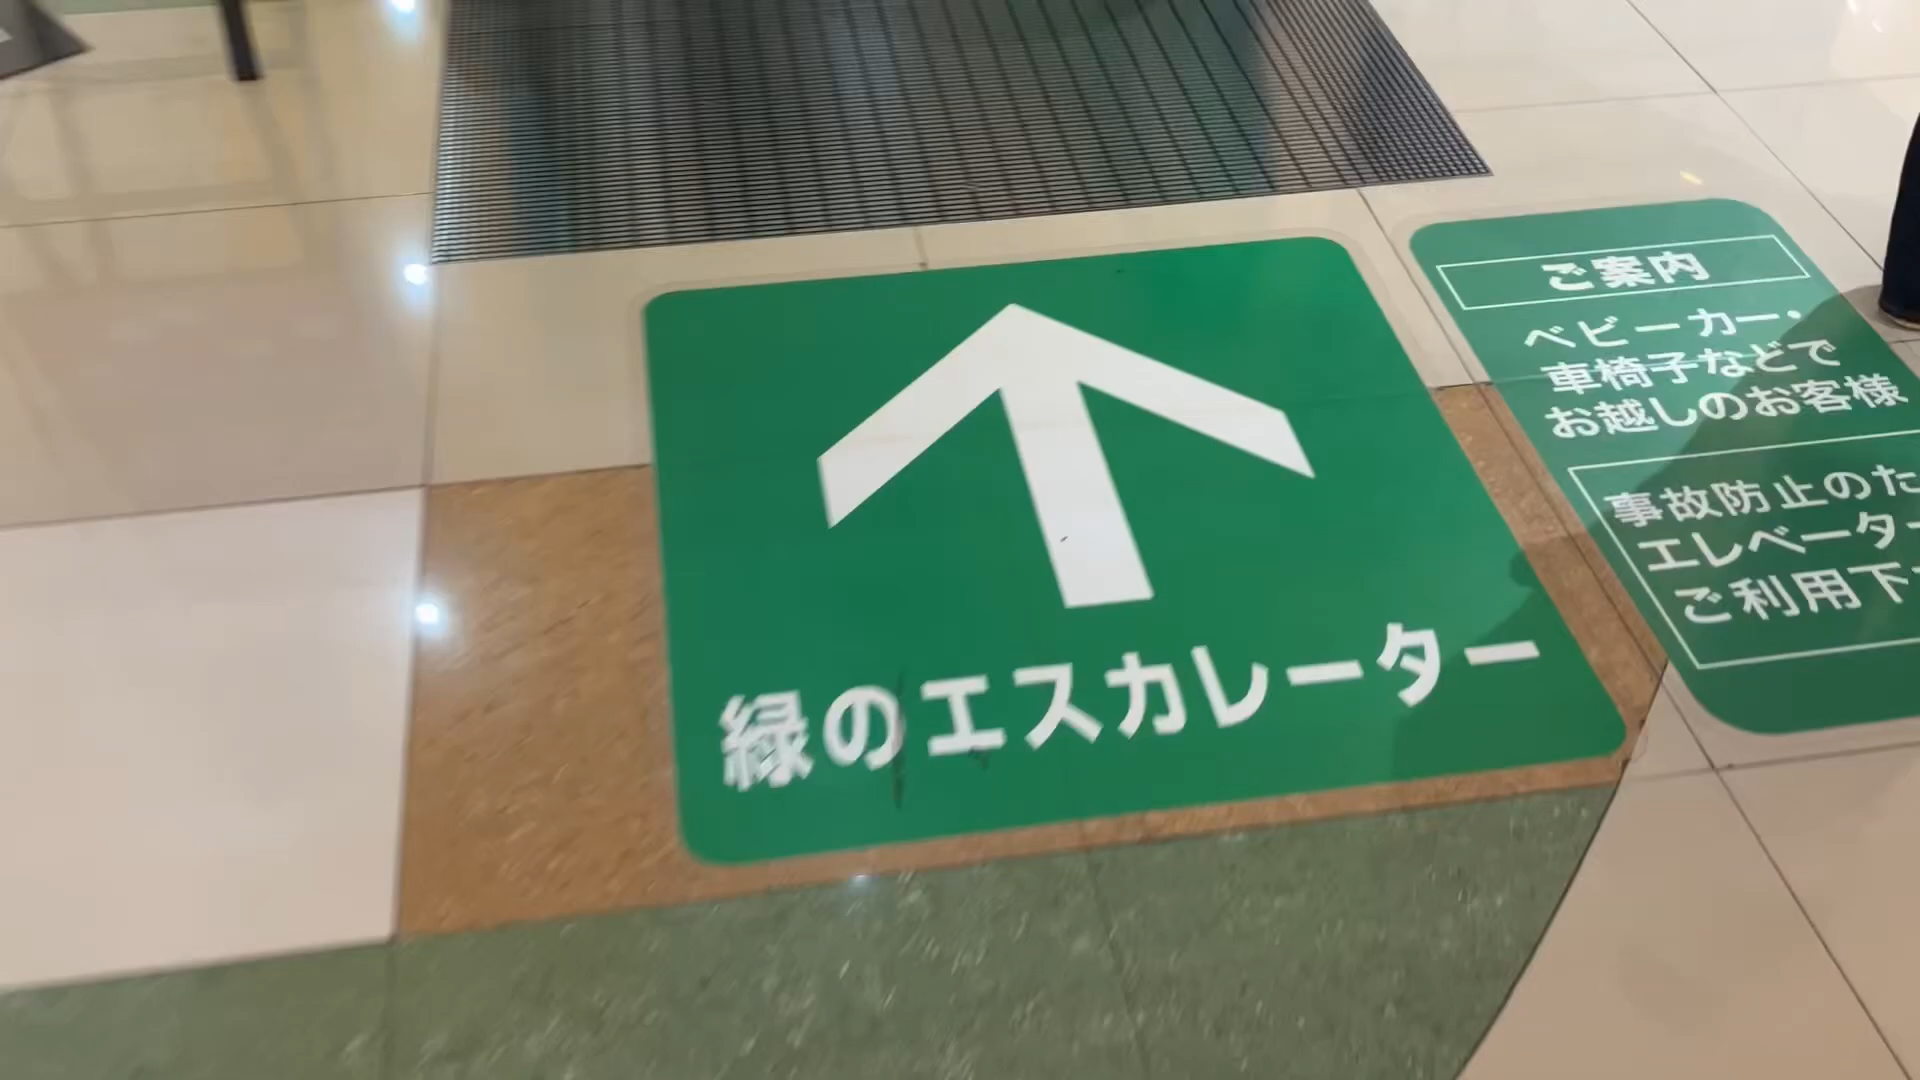 緑のエスカレーター
ご案内
ベビーカー・
車椅子などで
お越しのお客様
事故防止のた
エレベーター
ご利用下